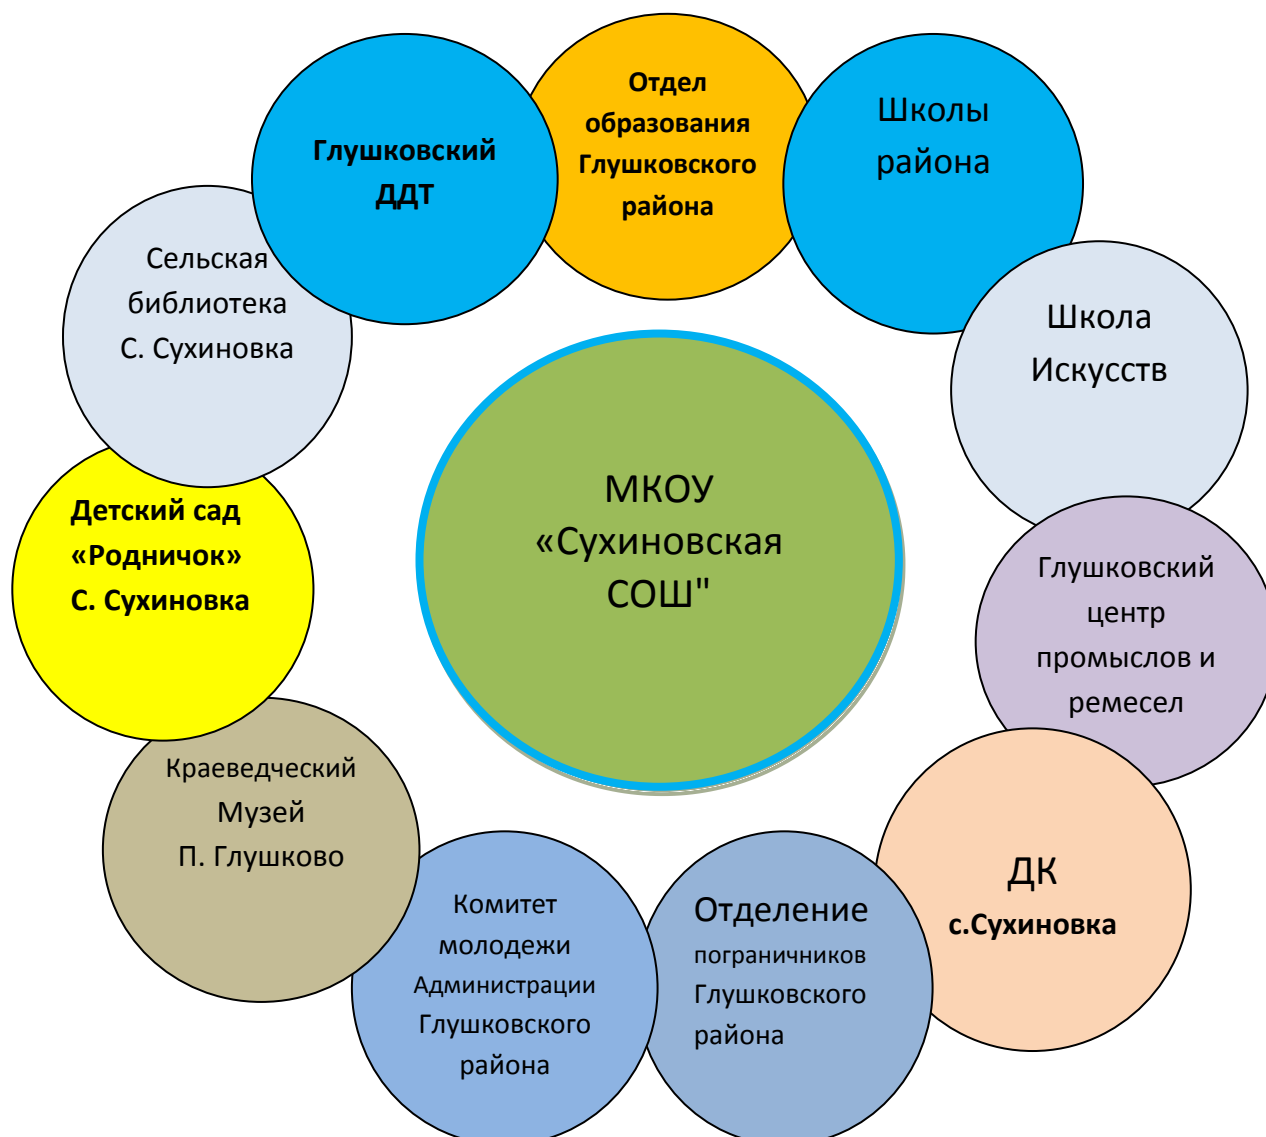 Отдел
образования
Глушковского
района
Школы
района
Глушковский
ДДТ
Сельская
библиотека
С. Сухиновка
Школа
Искусств
МКОУ
«Сухиновская
СОШ"
Детский сад
«Родничок»
С. Сухиновка
Глушковский
центр
промыслов и
ремесел
Краеведческий
Музей
П. Глушково
ДК
с.Сухиновка
Комитет
молодежи
Администрации
Глушковского
района
Отделение
пограничников
Глушковского
района